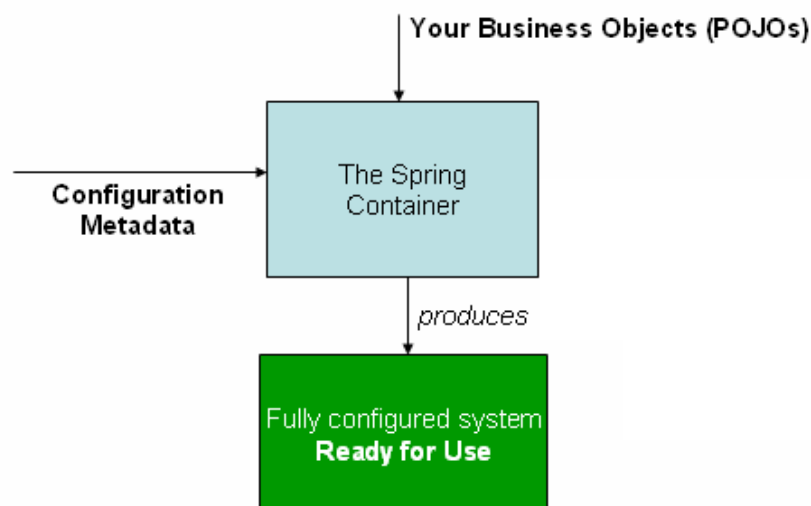 Your Business Objects (POJOs)
The Spring
Container
Configuration
Metadata
produces
Fully configured system
Ready for Use